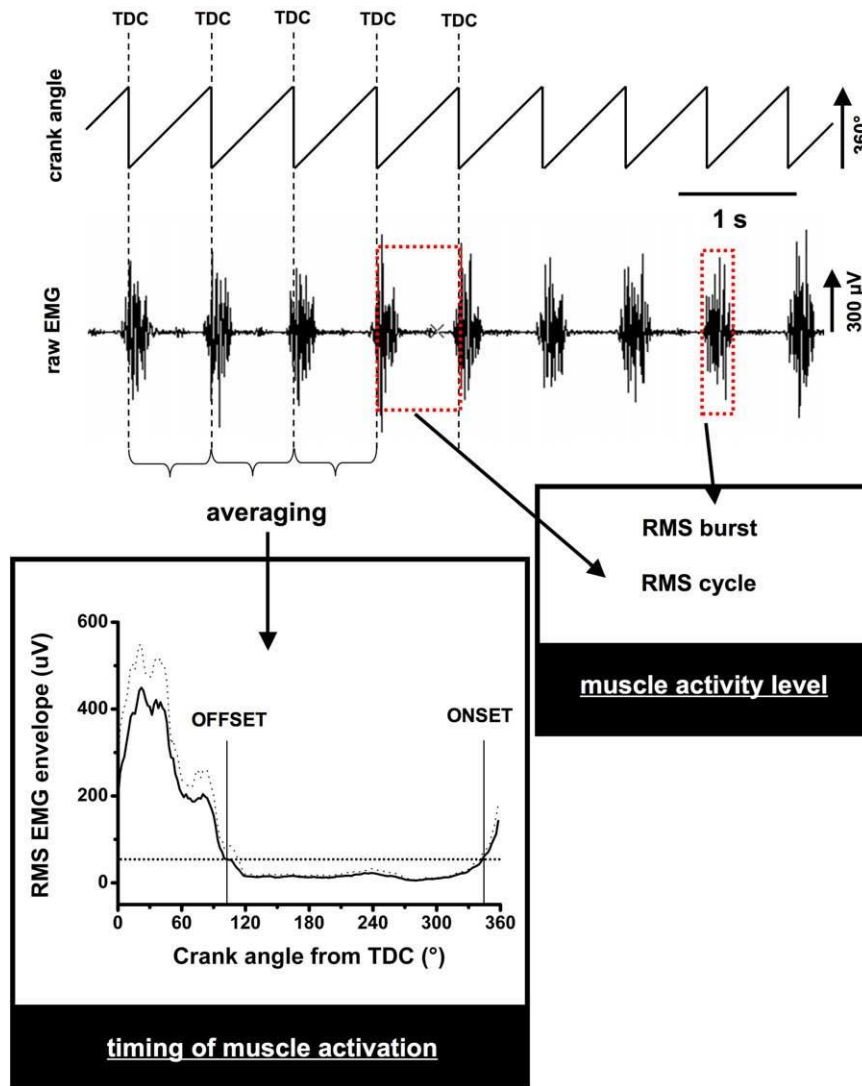 TDC TDC TDC TDC TDC
crank angle
360°
1 s
raw EMG
300 µV
averaging
RMS burst
RMS cycle
muscle activity level
RMS EMG envelope (uV)
600
400
200
0
OFFSET
ONSET
0 60 120 180 240 300 360
Crank angle from TDC (°)
timing of muscle activation